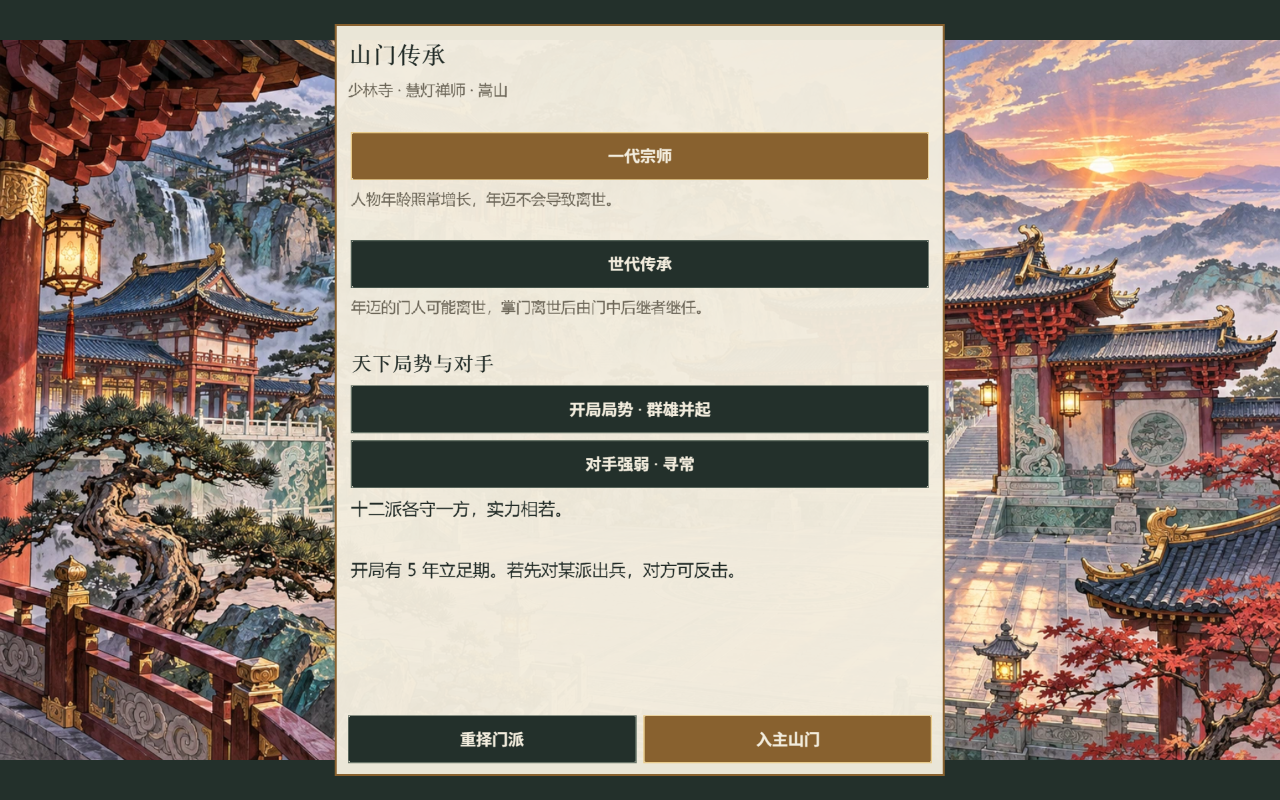 山门传承
少林寺 · 慧灯禅师 · 嵩山
一代宗师
人物年龄照常增长，年迈不会导致离世。
世代传承
年迈的门人可能离世，掌门离世后由门中后继者继任。
天下局势与对手
开局局势 · 群雄并起
对手强弱 · 寻常
十二派各守一方，实力相若。
开局有 5 年立足期。若先对某派出兵，对方可反击。
重择门派
入主山门